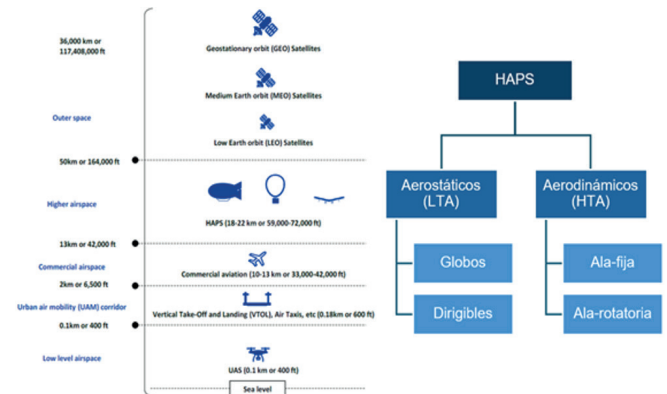 36,000 km or
117,408,000 ft
Geostationary orbit (GEO) Satellites
Medium Earth orbit (MEO) Satellites
Outer space
Low Earth orbit (LEO) Satellites
50km or 164,000 ft
Higher airspace
HAPS (18-22 km or 59,000-72,000 ft)
13km or 42,000 ft
Commercial airspace
Commercial aviation (10-13 km or 33,000-42,000 ft)
2km or 6,500 ft
Urban air mobility (UAM) corridor
Vertical Take-Off and Landing (VTOL), Air Taxis, etc (0.18km or 600 ft)
0.1km or 400 ft
Low level airspace
UAS (0.1 km or 400 ft)
Sea level
HAPS
Aerostáticos
(LTA)
Aerodinámicos
(HTA)
Globos
Ala-fija
Dirigibles
Ala-rotatoria